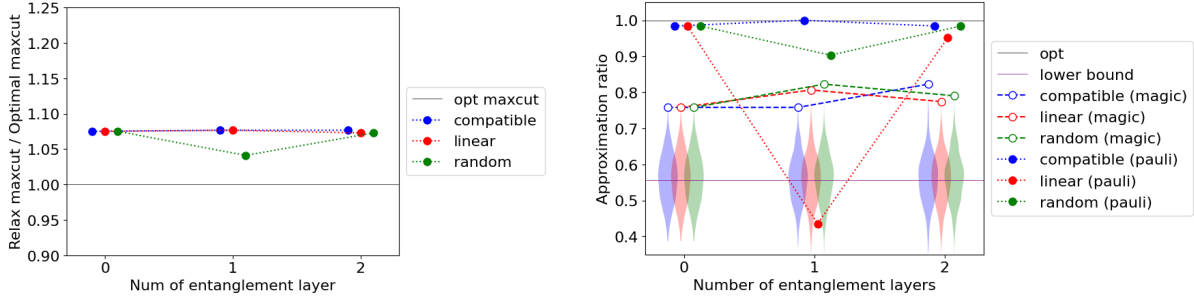 Relax maxcut / Optimal maxcut
1.25
1.20
1.15
1.10
1.05
1.00
0.95
0.90
0
1
2
Num of entanglement layer
opt maxcut
compatible
linear
random
Approximation ratio
1.0
0.9
0.8
0.7
0.6
0.5
0.4
0
1
2
Number of entanglement layers
opt
lower bound
compatible (magic)
linear (magic)
random (magic)
compatible (pauli)
linear (pauli)
random (pauli)